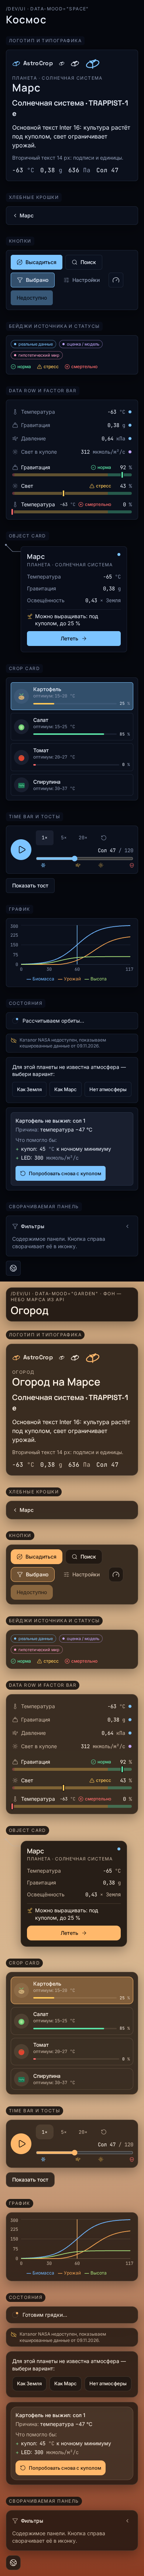 /DEV/UI · DATA-MOOD="SPACE"
Космос
ЛОГОТИП И ТИПОГРАФИКА
AstroCrop
ПЛАНЕТА · СОЛНЕЧНАЯ СИСТЕМА
Марс
Солнечная система · TRAPPIST-1
e
Основной текст Inter 16: культура растёт
под куполом, свет ограничивает
урожай.
Вторичный текст 14 px: подписи и единицы.
-63 °C 0,38 g 636 Па Сол 47
ХЛЕБНЫЕ КРОШКИ
Марс
КНОПКИ
Высадиться
Поиск
Выбрано
Настройки
Недоступно
БЕЙДЖИ ИСТОЧНИКА И СТАТУСЫ
реальные данные
оценка / модель
гипотетический мир
норма
стресс
смертельно
DATA ROW И FACTOR BAR
Температура -63 °C
Гравитация 0,38 g
Давление 0,64 кПа
Свет в куполе 312 мкмоль/м²/с
Гравитация норма 92 %
Свет стресс 43 %
Температура -63 °C смертельно 0 %
OBJECT CARD
Марс
ПЛАНЕТА · СОЛНЕЧНАЯ СИСТЕМА
Температура -65 °C
Гравитация 0,38 g
Освещённость 0,43 × Земля
Можно выращивать: под
куполом, до 25 %
Лететь
CROP CARD
Картофель
оптимум 15–20 °C
25 %
Салат
оптимум 15–25 °C
85 %
Томат
оптимум 20–27 °C
8 %
Спирулина
оптимум 30–37 °C
TIME BAR И ТОСТЫ
1× 5× 20×
Сол 47 / 120
Показать тост
ГРАФИК
300
225
150
75
0
0 30 60 117
Биомасса Урожай Высота
СОСТОЯНИЯ
Рассчитываем орбиты…
Каталог NASA недоступен, показываем
кешированные данные от 09.11.2026.
Для этой планеты не известна атмосфера —
выбери вариант:
Как Земля
Как Марс
Нет атмосферы
Картофель не выжил: сол 1
Причина: температура −47 °C
Что помогло бы:
+ купол: 45 °C к ночному минимуму
+ LED: 300 мкмоль/м²/с
Попробовать снова с куполом
СВОРАЧИВАЕМАЯ ПАНЕЛЬ
Фильтры
Содержимое панели. Кнопка справа
сворачивает её в иконку.
/DEV/UI · DATA-MOOD="GARDEN" · ФОН —
НЕБО МАРСА ИЗ API
Огород
ЛОГОТИП И ТИПОГРАФИКА
AstroCrop
ОГОРОД
Огород на Марсе
Солнечная система · TRAPPIST-1
e
Основной текст Inter 16: культура растёт
под куполом, свет ограничивает
урожай.
Вторичный текст 14 px: подписи и единицы.
-63 °C 0,38 g 636 Па Сол 47
ХЛЕБНЫЕ КРОШКИ
Марс
КНОПКИ
Высадиться
Поиск
Выбрано
Настройки
Недоступно
БЕЙДЖИ ИСТОЧНИКА И СТАТУСЫ
реальные данные
оценка / модель
гипотетический мир
норма
стресс
смертельно
DATA ROW И FACTOR BAR
Температура -63 °C
Гравитация 0,38 g
Давление 0,64 кПа
Свет в куполе 312 мкмоль/м²/с
Гравитация норма 92 %
Свет стресс 43 %
Температура -63 °C смертельно 0 %
OBJECT CARD
Марс
ПЛАНЕТА · СОЛНЕЧНАЯ СИСТЕМА
Температура -65 °C
Гравитация 0,38 g
Освещённость 0,43 × Земля
Можно выращивать: под
куполом, до 25 %
Лететь
CROP CARD
Картофель
оптимум 15–20 °C
25 %
Салат
оптимум 15–25 °C
85 %
Томат
оптимум 20–27 °C
8 %
Спирулина
оптимум 30–37 °C
TIME BAR И ТОСТЫ
1× 5× 20×
Сол 47 / 120
Показать тост
ГРАФИК
300
225
150
75
0
0 30 60 117
Биомасса Урожай Высота
СОСТОЯНИЯ
Готовим грядки…
Каталог NASA недоступен, показываем
кешированные данные от 09.11.2026.
Для этой планеты не известна атмосфера —
выбери вариант:
Как Земля
Как Марс
Нет атмосферы
Картофель не выжил: сол 1
Причина: температура −47 °C
Что помогло бы:
+ купол: 45 °C к ночному минимуму
+ LED: 300 мкмоль/м²/с
Попробовать снова с куполом
СВОРАЧИВАЕМАЯ ПАНЕЛЬ
Фильтры
Содержимое панели. Кнопка справа
сворачивает её в иконку.